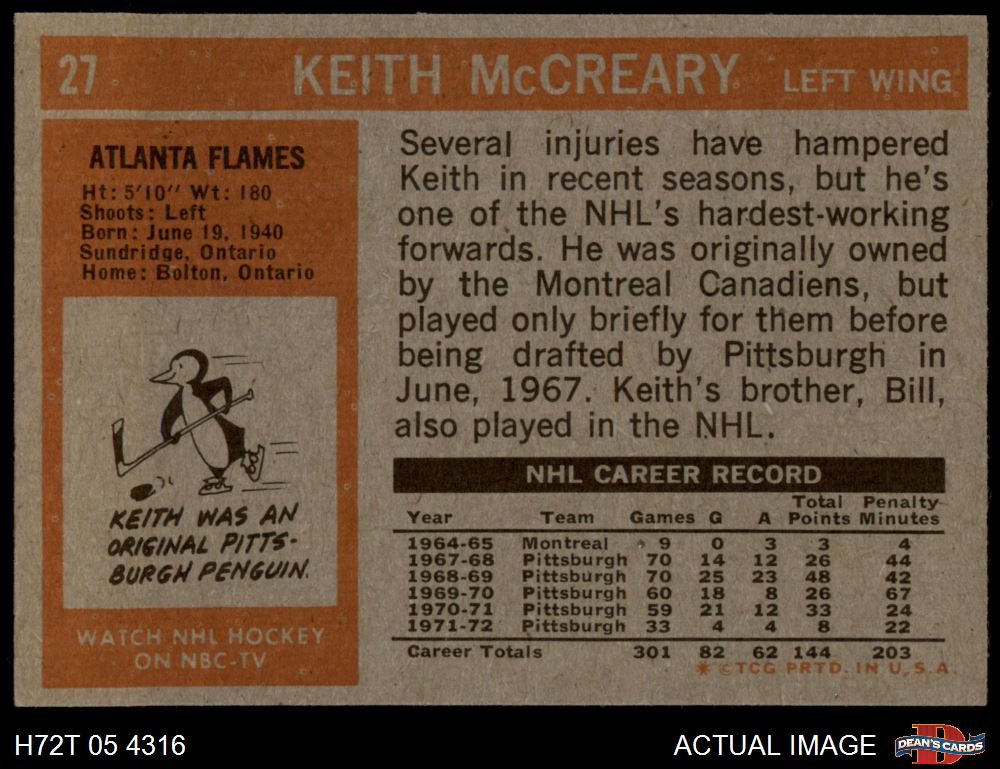 27 KEITH McCREARY LEFT WING
ATLANTA FLAMES
Ht: 5'10" Wt: 180
Shoots: Left
Born: June 19, 1940
Sundridge, Ontario
Home: Bolton, Ontario
KEITH WAS AN
ORIGINAL PITTS-
BURGH PENGUIN.
WATCH NHL HOCKEY
ON NBC-TV
Several injuries have hampered
Keith in recent seasons, but he's
one of the NHL's hardest-working
forwards. He was originally owned
by the Montreal Canadiens, but
played only briefly for them before
being drafted by Pittsburgh in
June, 1967. Keith's brother, Bill,
also played in the NHL.
NHL CAREER RECORD
Year Team Games G A Total Points Penalty Minutes
1964-65 Montreal 9 0 3 3 4
1967-68 Pittsburgh 70 14 12 26 44
1968-69 Pittsburgh 70 25 23 48 42
1969-70 Pittsburgh 60 18 8 26 67
1970-71 Pittsburgh 59 21 12 33 24
1971-72 Pittsburgh 33 4 4 8 22
Career Totals 301 82 62 144 203
* ©TCG PRTD. IN U.S.A.
H72T 05 4316 ACTUAL IMAGE
D DEAN'S CARDS